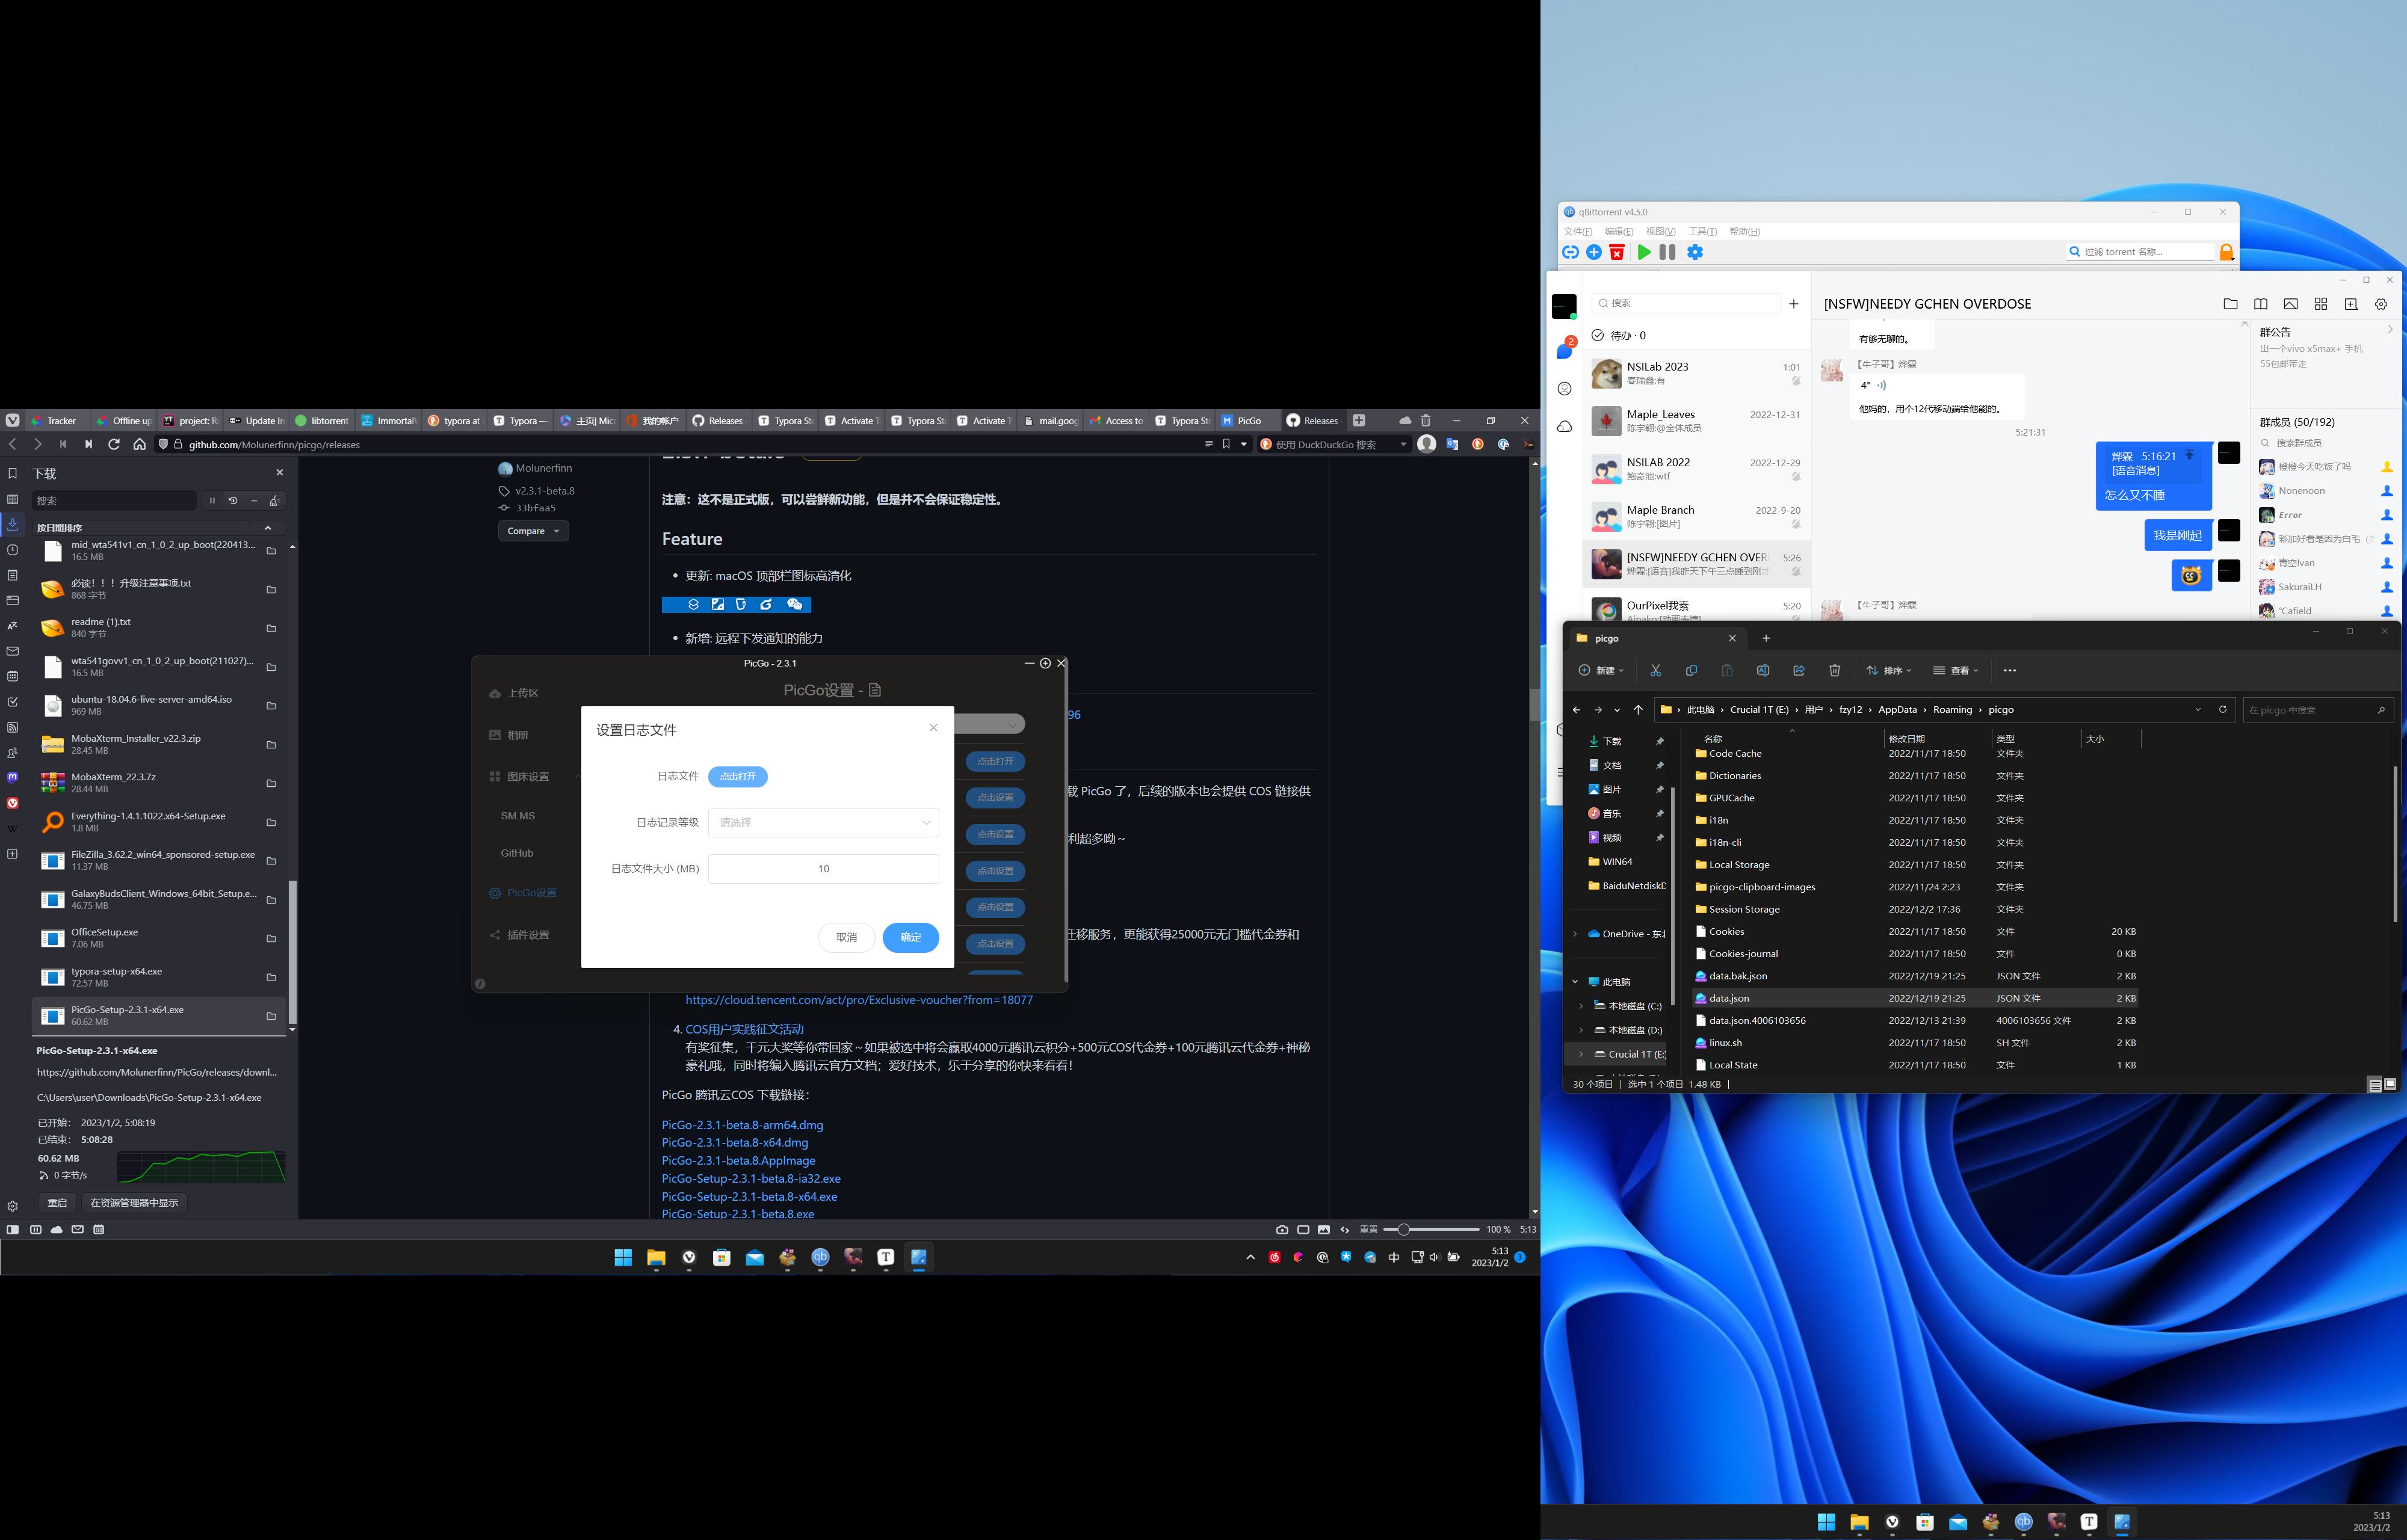 Tracker
Offline up
project: R
Update In
libtorrent
Immortal
typora at
Typora —
主页| Micr
我的帐户
Releases
Typora St
Activate T
Typora St
Activate T
mail.goog
Access to
Typora St
PicGo
Releases
github.com/Molunerfinn/picgo/releases
使用 DuckDuckGo 搜索
下载
搜索
按日期排序
mid_wta541v1_cn_1_0_2_up_boot(220413...
16.5 MB
必读！！！升级注意事项.txt
868 字节
readme (1).txt
840 字节
wta541govv1_cn_1_0_2_up_boot(211027)...
16.5 MB
ubuntu-18.04.6-live-server-amd64.iso
969 MB
MobaXterm_Installer_v22.3.zip
28.45 MB
MobaXterm_22.3.7z
28.44 MB
Everything-1.4.1.1022.x64-Setup.exe
1.8 MB
FileZilla_3.62.2_win64_sponsored-setup.exe
11.37 MB
GalaxyBudsClient_Windows_64bit_Setup.e...
46.75 MB
OfficeSetup.exe
7.06 MB
typora-setup-x64.exe
72.57 MB
PicGo-Setup-2.3.1-x64.exe
60.62 MB
PicGo-Setup-2.3.1-x64.exe
https://github.com/Molunerfinn/PicGo/releases/downl...
C:\Users\user\Downloads\PicGo-Setup-2.3.1-x64.exe
已开始： 2023/1/2, 5:08:19
已结束： 5:08:28
60.62 MB
0 字节/s
重启
在资源管理器中显示
Molunerfinn
v2.3.1-beta.8
33bfaa5
Compare
注意：这不是正式版，可以尝鲜新功能，但是并不会保证稳定性。
Feature
更新: macOS 顶部栏图标高清化
新增: 远程下发通知的能力
96
载 PicGo 了，后续的版本也会提供 COS 链接供
利超多呦～
迁移服务，更能获得25000元无门槛代金券和
https://cloud.tencent.com/act/pro/Exclusive-voucher?from=18077
4. COS用户实践征文活动
有奖征集，千元大奖等你带回家～如果被选中将会赢取4000元腾讯云积分+500元COS代金券+100元腾讯云代金券+神秘
豪礼哦，同时将编入腾讯云官方文档；爱好技术，乐于分享的你快来看看！
PicGo 腾讯云COS 下载链接：
PicGo-2.3.1-beta.8-arm64.dmg
PicGo-2.3.1-beta.8-x64.dmg
PicGo-2.3.1-beta.8.AppImage
PicGo-Setup-2.3.1-beta.8-ia32.exe
PicGo-Setup-2.3.1-beta.8-x64.exe
PicGo-Setup-2.3.1-beta.8.exe
重置
100 %
5:13
PicGo - 2.3.1
PicGo设置 -
上传区
相册
图床设置
SM.MS
GitHub
PicGo设置
插件设置
点击打开
点击设置
点击设置
点击设置
点击设置
点击设置
设置日志文件
日志文件
点击打开
日志记录等级
请选择
日志文件大小 (MB)
10
取消
确定
中
5:13
2023/1/2
3
qBittorrent v4.5.0
文件(F)
编辑(E)
视图(V)
工具(T)
帮助(H)
过滤 torrent 名称...
2
搜索
待办 · 0
NSILab 2023
1:01
春瑞鑫:有
Maple_Leaves
2022-12-31
陈宇翱:@全体成员
NSILAB 2022
2022-12-29
鲍奇池:wtf
Maple Branch
2022-9-20
陈宇翱:[图片]
[NSFW]NEEDY GCHEN OVER
5:26
烨霖:[语音]我昨天下午三点睡到刚才
OurPixel我素
5:20
Ainako:[动画表情]
[NSFW]NEEDY GCHEN OVERDOSE
有够无聊的。
【牛子哥】烨霖
4"
他妈的，用个12代移动端给他能的。
5:21:31
烨霖 5:16:21
[语音消息]
怎么又不睡
我是刚起
【牛子哥】烨霖
群公告
出一个vivo x5max+ 手机
55包邮带走
群成员 (50/192)
搜索群成员
橙橙今天吃饭了吗
Nonenoon
Error
彩加好看是因为白毛
青空Ivan
SakuraiLH
℃afield
picgo
新建
排序
查看
此电脑 › Crucial 1T (E:) › 用户 › fzy12 › AppData › Roaming › picgo
在 picgo 中搜索
下载
文档
图片
音乐
视频
WIN64
BaiduNetdiskD
OneDrive - 东北
此电脑
本地磁盘 (C:)
本地磁盘 (D:)
Crucial 1T (E:)
名称
修改日期
类型
大小
Code Cache 2022/11/17 18:50 文件夹
Dictionaries 2022/11/17 18:50 文件夹
GPUCache 2022/11/17 18:50 文件夹
i18n 2022/11/17 18:50 文件夹
i18n-cli 2022/11/17 18:50 文件夹
Local Storage 2022/11/17 18:50 文件夹
picgo-clipboard-images 2022/11/24 2:23 文件夹
Session Storage 2022/12/2 17:36 文件夹
Cookies 2022/11/17 18:50 文件 20 KB
Cookies-journal 2022/11/17 18:50 文件 0 KB
data.bak.json 2022/12/19 21:25 JSON 文件 2 KB
data.json 2022/12/19 21:25 JSON 文件 2 KB
data.json.4006103656 2022/12/13 21:39 4006103656 文件 2 KB
linux.sh 2022/11/17 18:50 SH 文件 2 KB
Local State 2022/11/17 18:50 文件 1 KB
30 个项目
选中 1 个项目 1.48 KB
5:13
2023/1/2